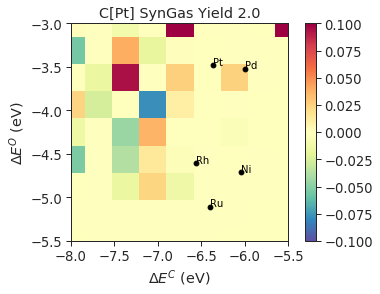 C[Pt] SynGas Yield 2.0
−3.0
−3.5
−4.0
−4.5
−5.0
−5.5
ΔE^O (eV)
Pt
Pd
Rh
Ni
Ru
−8.0 −7.5 −7.0 −6.5 −6.0 −5.5
ΔE^C (eV)
0.100
0.075
0.050
0.025
0.000
−0.025
−0.050
−0.075
−0.100